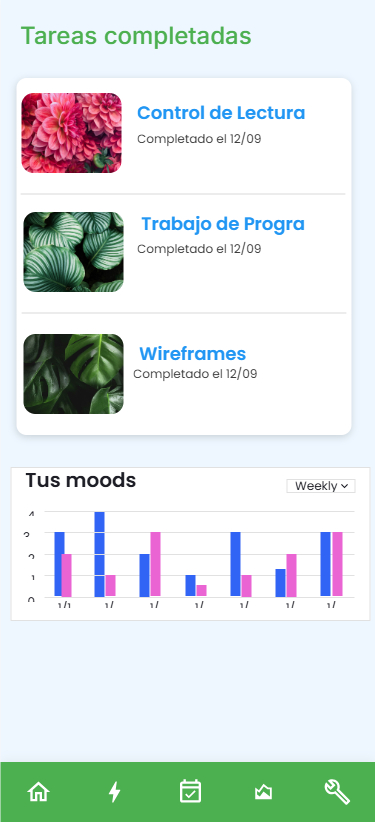 Tareas completadas
Control de Lectura
Completado el 12/09
Trabajo de Progra
Completado el 12/09
Wireframes
Completado el 12/09
Tus moods
Weekly
4
3
2
1
0
1/1 1/ 1/ 1/ 1/ 1/ 1/